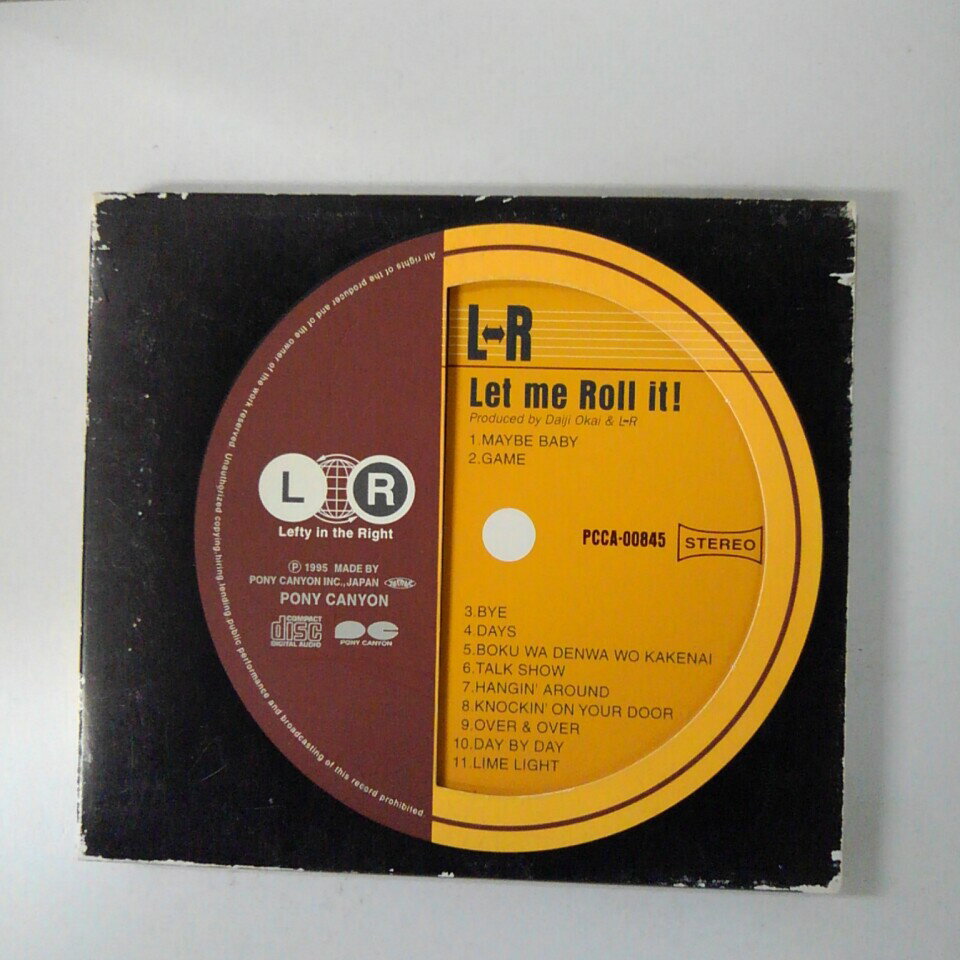 All rights of the producer and of the owner of the work reserved. Unauthorized copying, hiring, lending, public performance and broadcasting of this record prohibited.
L↔R
Let me Roll it!
Produced by Daiji Okai & L↔R
1.MAYBE BABY
2.GAME
L R
Lefty in the Right
Ⓟ 1995 MADE BY
PONY CANYON INC., JAPAN
PONY CANYON
COMPACT
disc
DIGITAL AUDIO
PONY CANYON
PCCA-00845
STEREO
3.BYE
4.DAYS
5.BOKU WA DENWA WO KAKENAI
6.TALK SHOW
7.HANGIN' AROUND
8.KNOCKIN' ON YOUR DOOR
9.OVER & OVER
10.DAY BY DAY
11.LIME LIGHT